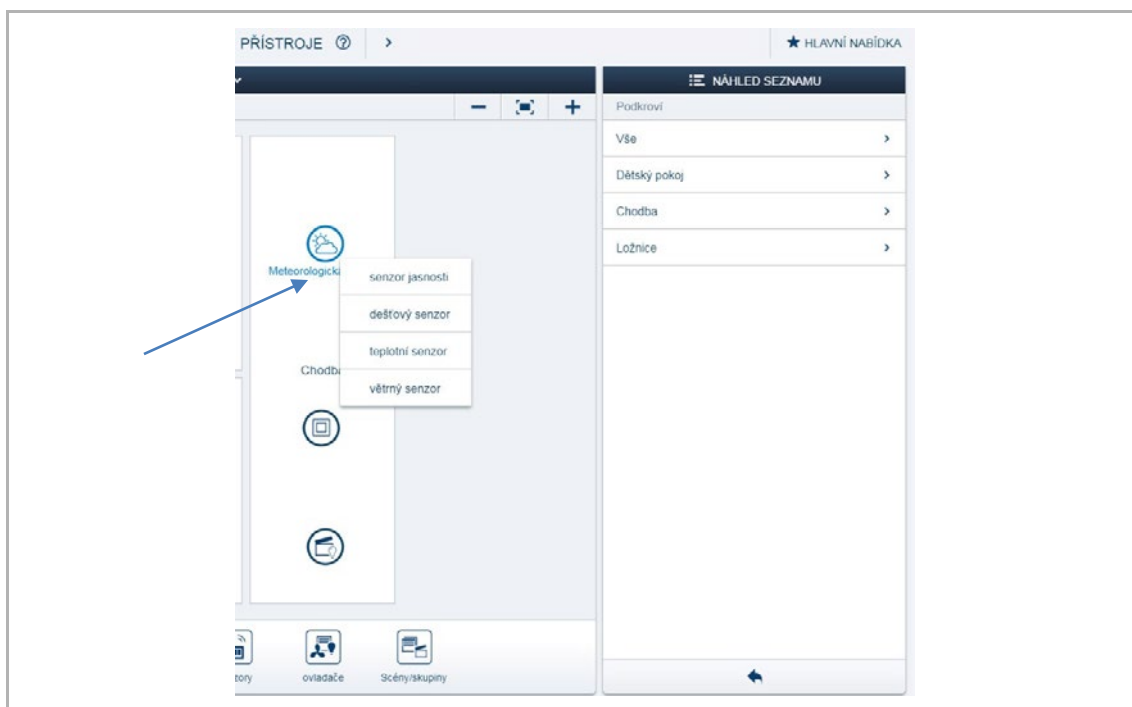 PŘÍSTROJE ?
HLAVNÍ NABÍDKA
NÁHLED SEZNAMU
Podkroví
Vše
Dětský pokoj
Chodba
Ložnice
Meteorologická
senzor jasnosti
dešťový senzor
teplotní senzor
větrný senzor
Chodba
zory
ovladače
Scény/skupiny